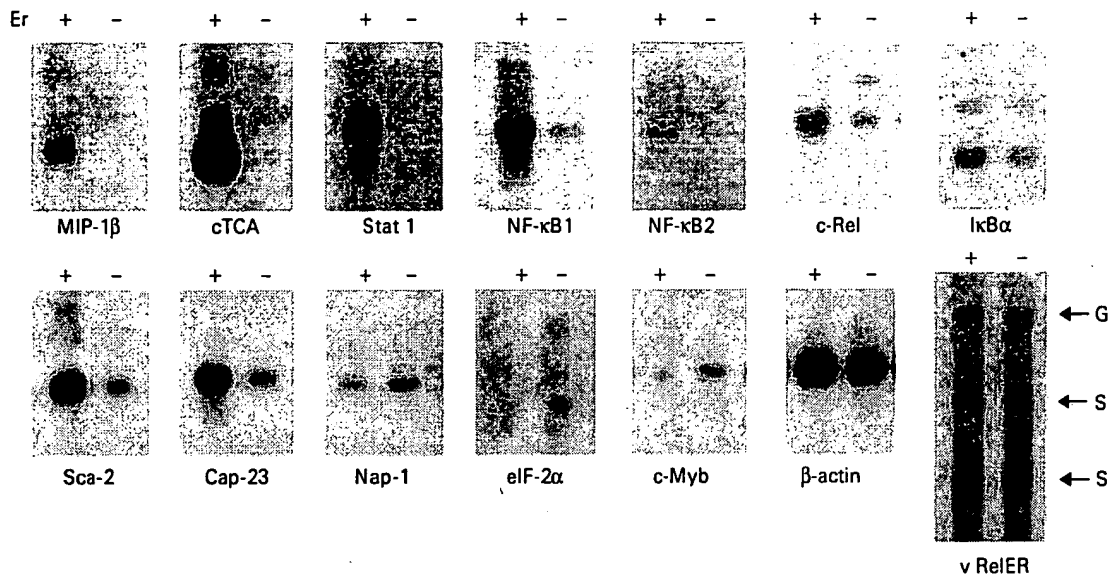 Er + − + − + − + − + − + − + −
MIP-1β cTCA Stat 1 NF-κB1 NF-κB2 c-Rel IκBα
+ − + − + − + − + − + − + −
← G
← S
← S
Sca-2 Cap-23 Nap-1 eIF-2α c-Myb β-actin
v RelER